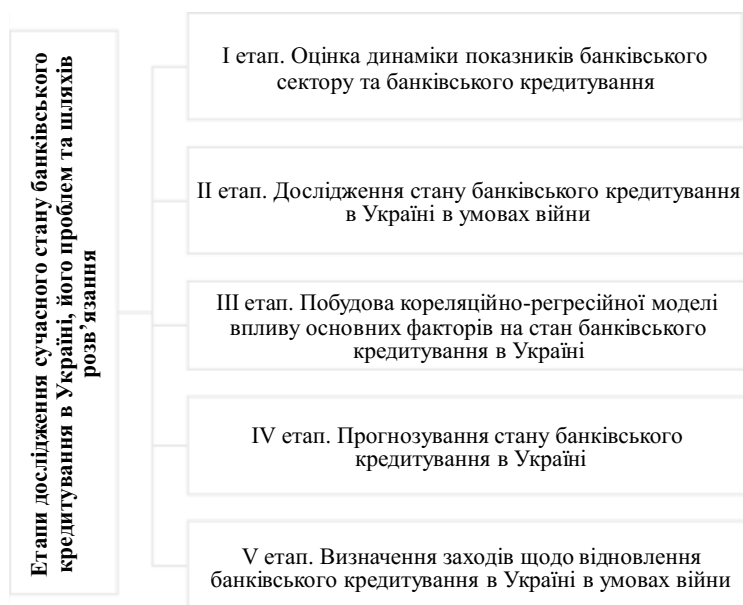 Етапи дослідження сучасного стану банківського
кредитування в Україні, його проблем та шляхів
розв’язання
I етап. Оцінка динаміки показників банківського
сектору та банківського кредитування
II етап. Дослідження стану банківського кредитування
в Україні в умовах війни
III етап. Побудова кореляційно-регресійної моделі
впливу основних факторів на стан банківського
кредитування в Україні
IV етап. Прогнозування стану банківського
кредитування в Україні
V етап. Визначення заходів щодо відновлення
банківського кредитування в Україні в умовах війни